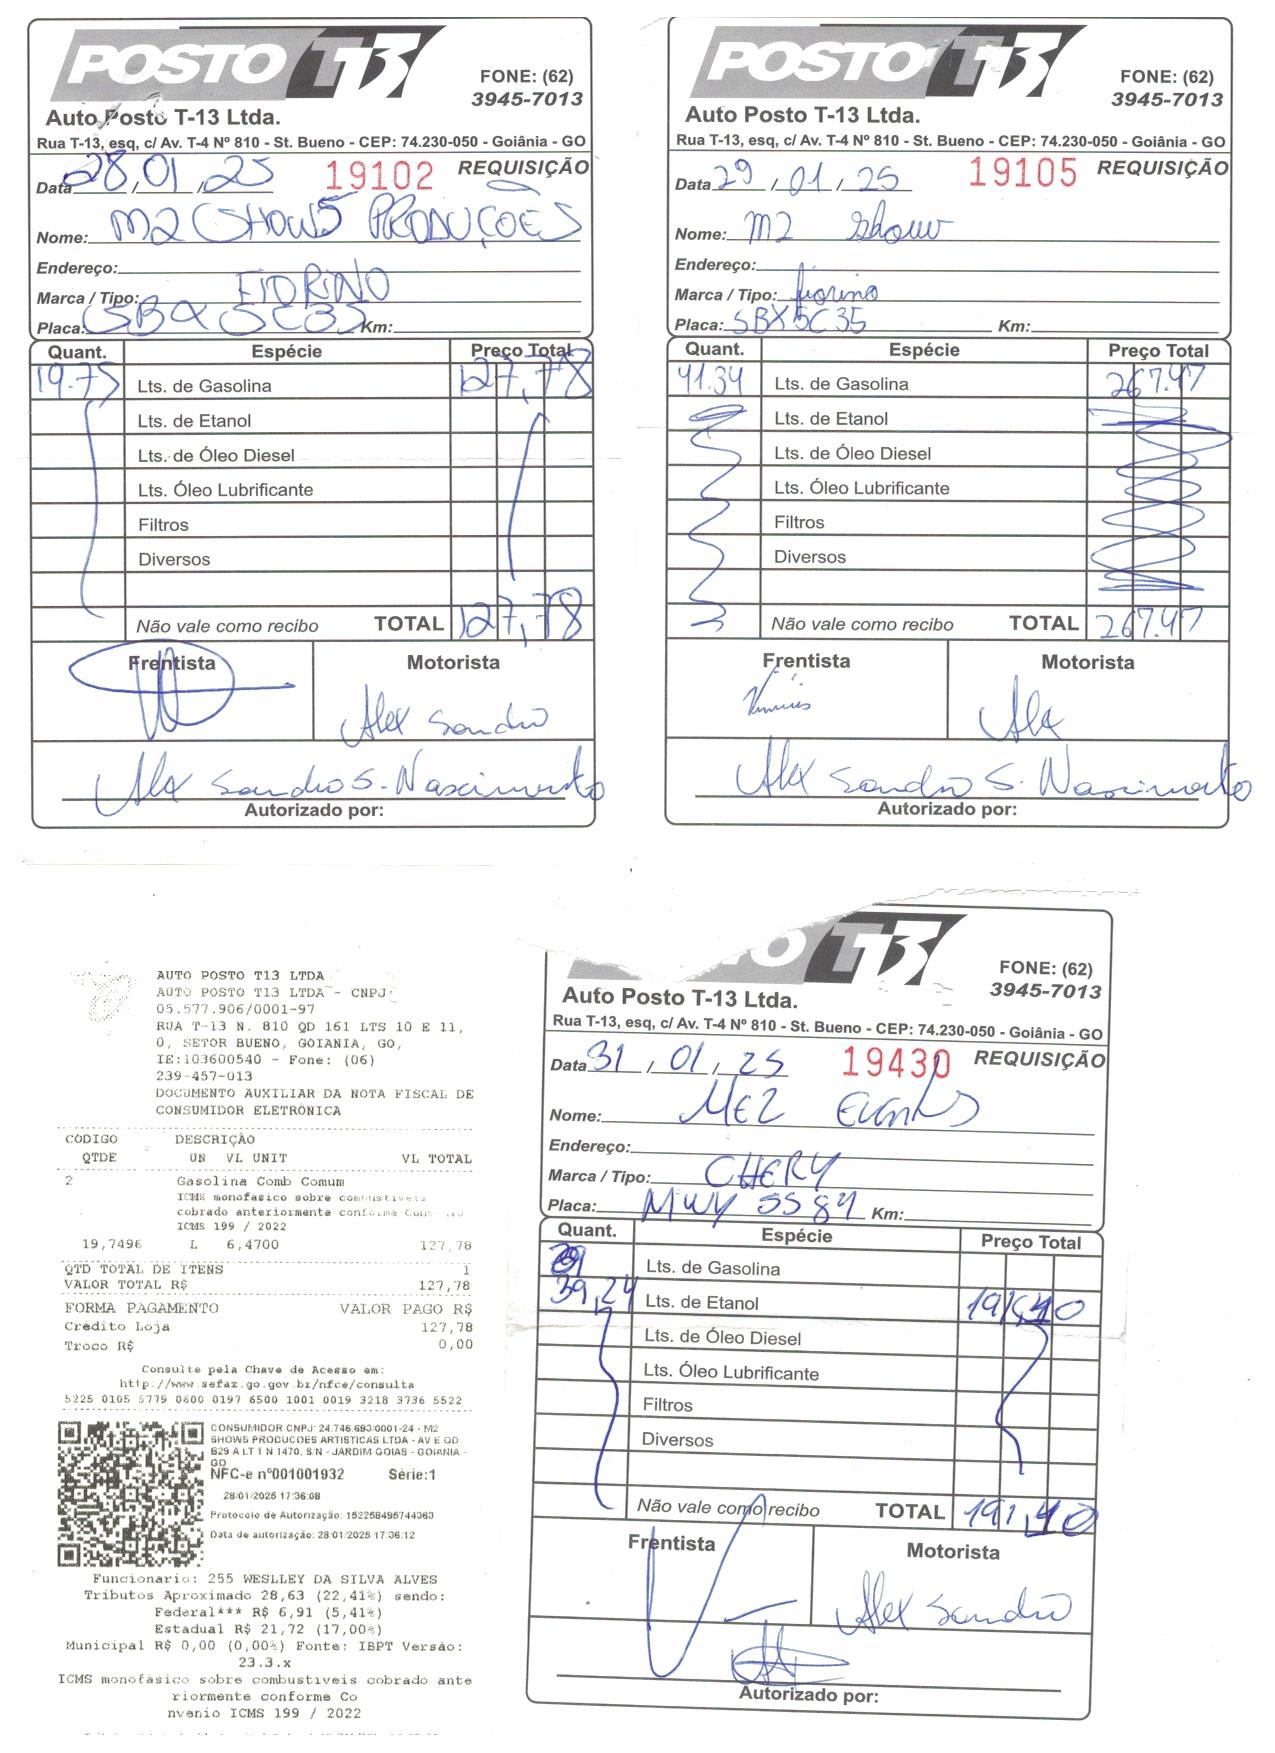 POSTO T13
FONE: (62)
3945-7013
Auto Posto T-13 Ltda.
Rua T-13, esq, c/ Av. T-4 Nº 810 - St. Bueno - CEP: 74.230-050 - Goiânia - GO
Data 28 / 01 / 25 19102 REQUISIÇÃO
Nome: M2 SHOWS PRODUÇÕES
Endereço:
Marca / Tipo: FIORINO
Placa: SBX 5C35 Km:
Quant. Espécie Preço Total
19.75 Lts. de Gasolina 127,78
Lts. de Etanol
Lts. de Óleo Diesel
Lts. Óleo Lubrificante
Filtros
Diversos
Não vale como recibo TOTAL 127,78
Frentista Motorista
Alex Sandro
Alex Sandro S. Nascimento
Autorizado por:
POSTO T13
FONE: (62)
3945-7013
Auto Posto T-13 Ltda.
Rua T-13, esq, c/ Av. T-4 Nº 810 - St. Bueno - CEP: 74.230-050 - Goiânia - GO
Data 29 / 01 / 25 19105 REQUISIÇÃO
Nome: M2 Show
Endereço:
Marca / Tipo: fiorino
Placa: SBX5C35 Km:
Quant. Espécie Preço Total
41.34 Lts. de Gasolina 267.47
Lts. de Etanol
Lts. de Óleo Diesel
Lts. Óleo Lubrificante
Filtros
Diversos
Não vale como recibo TOTAL 267.47
Frentista Motorista
Vinicius Alex
Alex Sandro S. Nascimento
Autorizado por:
AUTO POSTO T13 LTDA
AUTO POSTO T13 LTDA - CNPJ:
05.577.906/0001-97
RUA T-13 N. 810 QD 161 LTS 10 E 11,
0, SETOR BUENO, GOIANIA, GO,
IE:103600540 - Fone: (06)
239-457-013
DOCUMENTO AUXILIAR DA NOTA FISCAL DE
CONSUMIDOR ELETRÔNICA
CÓDIGO DESCRIÇÃO
QTDE UN VL UNIT VL TOTAL
2 Gasolina Comb Comum
ICMS monofásico sobre combustíveis
cobrado anteriormente conforme
ICMS 199 / 2022
19,7496 L 6,4700 127,78
QTD TOTAL DE ITENS 1
VALOR TOTAL R$ 127,78
FORMA PAGAMENTO VALOR PAGO R$
Crédito Loja 127,78
Troco R$ 0,00
Consulte pela Chave de Acesso em:
http://www.sefaz.go.gov.br/nfce/consulta
5225 0105 5779 0600 0197 6500 1001 0019 3218 3736 5522
CONSUMIDOR CNPJ: 24.746.693/0001-24 - M2
SHOWS PRODUCOES ARTISTICAS LTDA - AV E QD
B29 A LT 1 N 1470, S/N - JARDIM GOIAS - GOIANIA -
GO
NFC-e nº001001932 Série:1
28/01/2025 17:36:08
Protocolo de Autorização: 152258495744363
Data de autorização: 28/01/2025 17:36:12
Funcionario: 255 WESLLEY DA SILVA ALVES
Tributos Aproximado 28,63 (22,41%) sendo:
Federal*** R$ 6,91 (5,41%)
Estadual R$ 21,72 (17,00%)
Municipal R$ 0,00 (0,00%) Fonte: IBPT Versão:
23.3.x
ICMS monofásico sobre combustíveis cobrado ante
riormente conforme Co
nvenio ICMS 199 / 2022
T13
FONE: (62)
3945-7013
Auto Posto T-13 Ltda.
Rua T-13, esq, c/ Av. T-4 Nº 810 - St. Bueno - CEP: 74.230-050 - Goiânia - GO
Data 31 / 01 / 25 19430 REQUISIÇÃO
Nome:
Endereço:
Marca / Tipo: CHERY
Placa: MWY 5584 Km:
Quant. Espécie Preço Total
Lts. de Gasolina
39,24 Lts. de Etanol 191,40
Lts. de Óleo Diesel
Lts. Óleo Lubrificante
Filtros
Diversos
Não vale como recibo TOTAL 191,40
Frentista Motorista
Alex Sandro
Autorizado por: